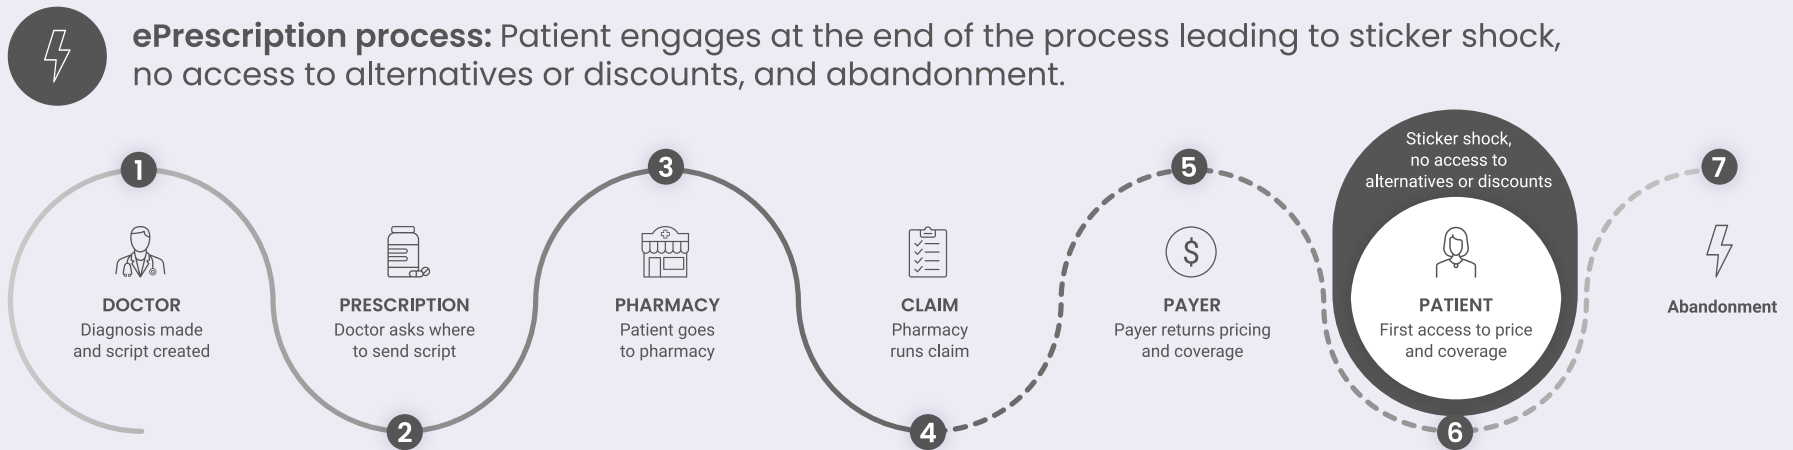 ePrescription process: Patient engages at the end of the process leading to sticker shock,
no access to alternatives or discounts, and abandonment.
1
DOCTOR
Diagnosis made
and script created
2
PRESCRIPTION
Doctor asks where
to send script
3
PHARMACY
Patient goes
to pharmacy
4
CLAIM
Pharmacy
runs claim
5
$
PAYER
Payer returns pricing
and coverage
Sticker shock,
no access to
alternatives or discounts
PATIENT
First access to price
and coverage
6
7
Abandonment